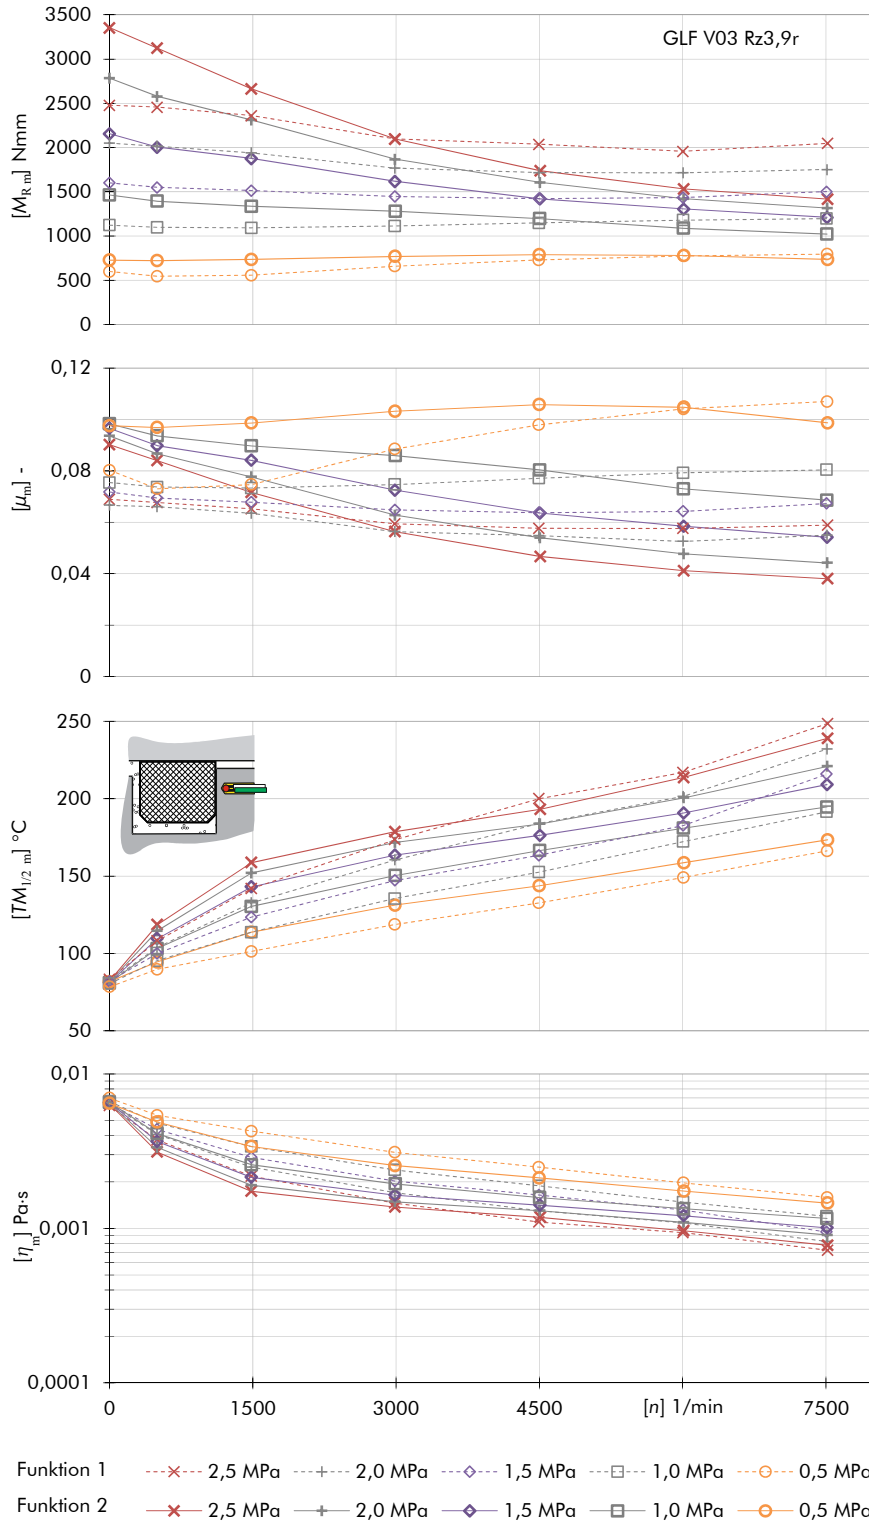 GLF V03 Rz3,9r
[M_R m] Nmm
3500
3000
2500
2000
1500
1000
500
0
[μ_m] -
0,12
0,08
0,04
0
[TM_1/2 m] °C
250
200
150
100
50
[η_m] Pa·s
0,01
0,001
0,0001
0 1500 3000 4500 [n] 1/min 7500
Funktion 1 2,5 MPa 2,0 MPa 1,5 MPa 1,0 MPa 0,5 MPa
Funktion 2 2,5 MPa 2,0 MPa 1,5 MPa 1,0 MPa 0,5 MPa